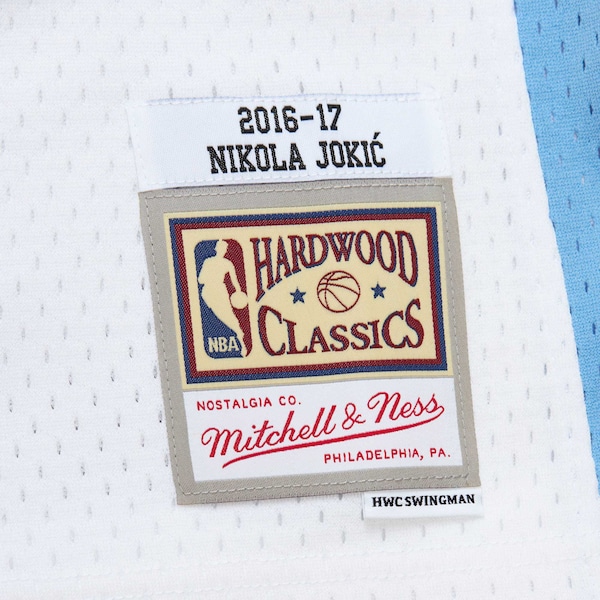 2016-17
NIKOLA JOKIĆ
HARDWOOD
NBA
CLASSICS
NOSTALGIA CO.
Mitchell & Ness
PHILADELPHIA, PA.
HWC SWINGMAN